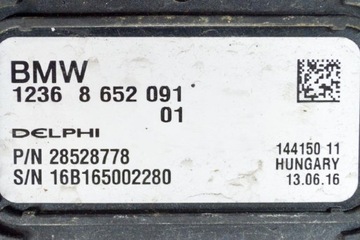 BMW
1236 8 652 091
01
DELPHI
P/N 28528778
S/N 16B165002280
144150 11
HUNGARY
13.06.16